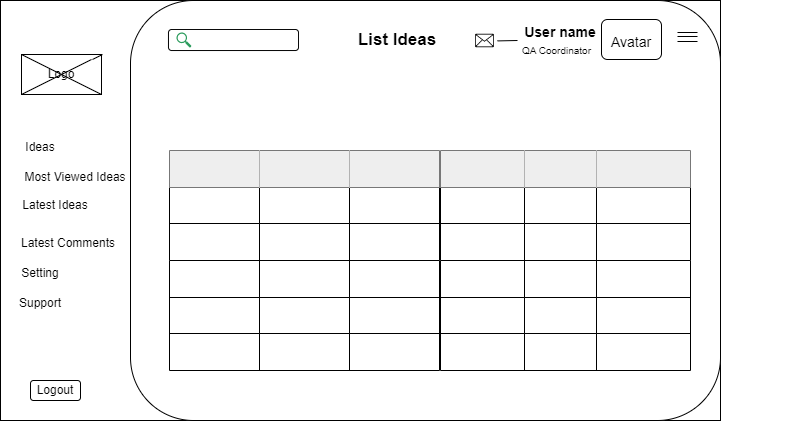 List Ideas
User name
QA Coordinator
Avatar
Logo
Ideas
Most Viewed Ideas
Latest Ideas
Latest Comments
Setting
Support
Logout